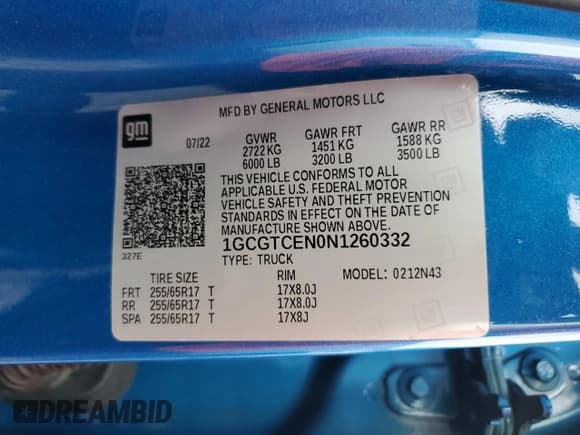 MFD BY GENERAL MOTORS LLC
gm
07/22
GVWR GAWR FRT GAWR RR
2722 KG 1451 KG 1588 KG
6000 LB 3200 LB 3500 LB
THIS VEHICLE CONFORMS TO ALL
APPLICABLE U.S. FEDERAL MOTOR
VEHICLE SAFETY AND THEFT PREVENTION
STANDARDS IN EFFECT ON THE DATE OF
MANUFACTURE SHOWN ABOVE.
327E
1GCGTCEN0N1260332
TYPE: TRUCK MODEL: 0212N43
TIRE SIZE RIM
FRT 255/65R17 T 17X8.0J
RR 255/65R17 T 17X8.0J
SPA 255/65R17 T 17X8J
DREAMBID